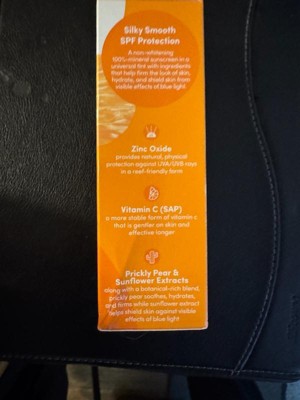 Silky Smooth
SPF Protection
A non-whitening
100% mineral sunscreen in a
universal tint with ingredients
that help firm the look of skin,
hydrate, and shield skin from
visible effects of blue light
Zinc Oxide
provides natural, physical
protection against UVA/UVB rays
in a reef-friendly form
Vitamin C (SAP)
a more stable form of vitamin c
that is gentler on skin and
effective longer
Prickly Pear &
Sunflower Extracts
along with a botanical-rich blend,
prickly pear soothes, hydrates,
and firms while sunflower extract
helps shield skin against visible
effects of blue light